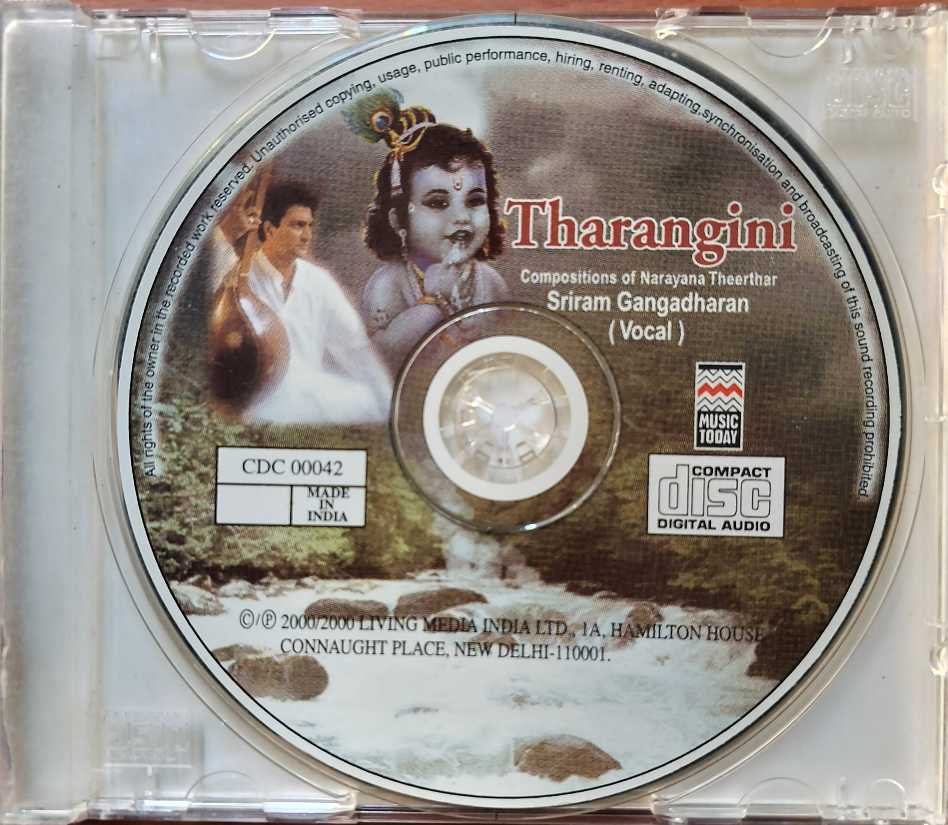 All rights of the owner in the recorded work reserved. Unauthorised copying, usage, public performance, hiring, renting, adapting,synchronisation and broadcasting of this sound recording prohibited
Tharangini
Compositions of Narayana Theerthar
Sriram Gangadharan
( Vocal )
MUSIC
TODAY
CDC 00042
MADE
IN
INDIA
COMPACT
disc
DIGITAL AUDIO
©/℗ 2000/2000 LIVING MEDIA INDIA LTD., 1A, HAMILTON HOUSE
CONNAUGHT PLACE, NEW DELHI-110001.